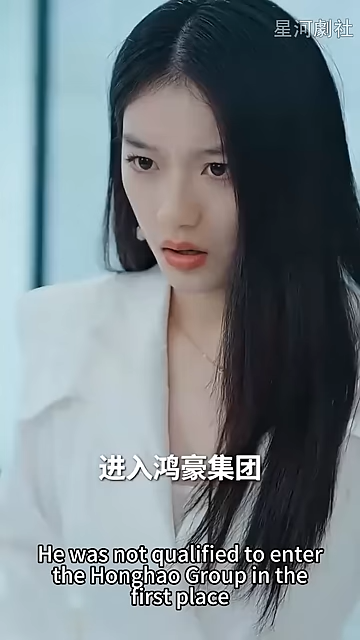 星河劇社
进入鸿豪集团
He was not qualified to enter
the Honghao Group in the
first place